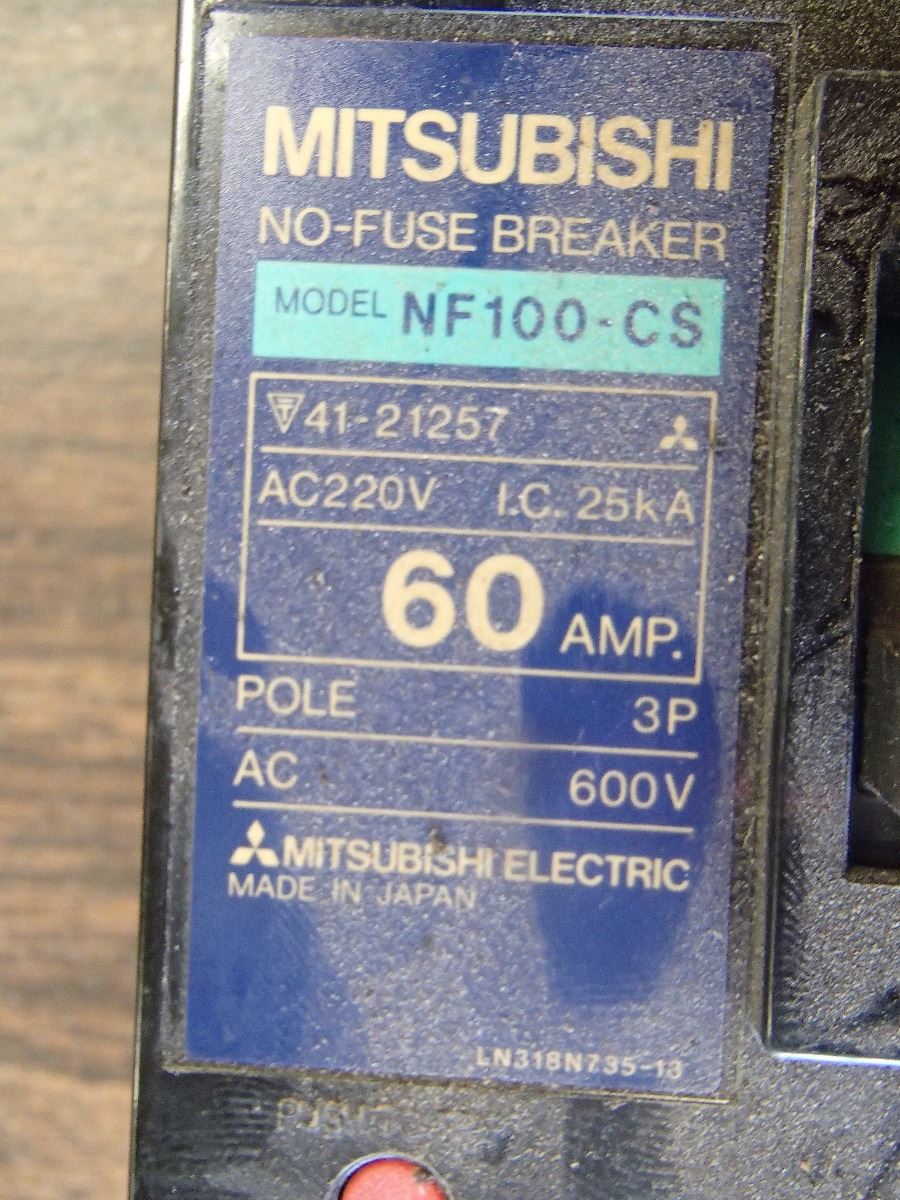 MITSUBISHI
NO-FUSE BREAKER
MODEL NF100-CS
41-21257
AC220V I.C. 25kA
60 AMP.
POLE 3P
AC 600V
MITSUBISHI ELECTRIC
MADE IN JAPAN
LN318N735-13
PUSH